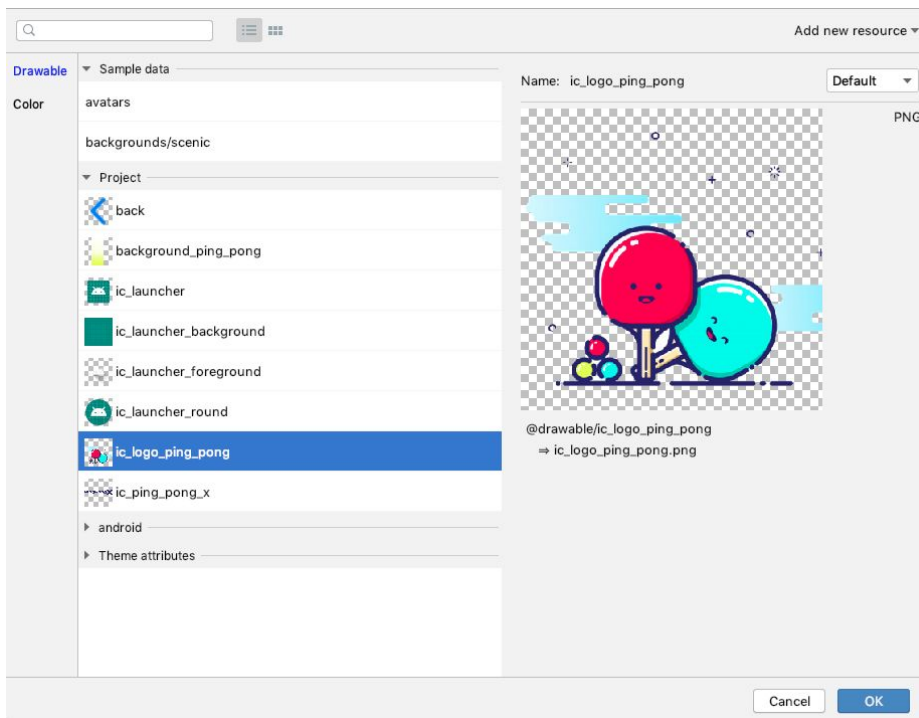 Add new resource
Drawable
Color
Sample data
avatars
backgrounds/scenic
Project
back
background_ping_pong
ic_launcher
ic_launcher_background
ic_launcher_foreground
ic_launcher_round
ic_logo_ping_pong
ic_ping_pong_x
android
Theme attributes
Name: ic_logo_ping_pong
Default
PNG
@drawable/ic_logo_ping_pong
⇒ ic_logo_ping_pong.png
Cancel
OK